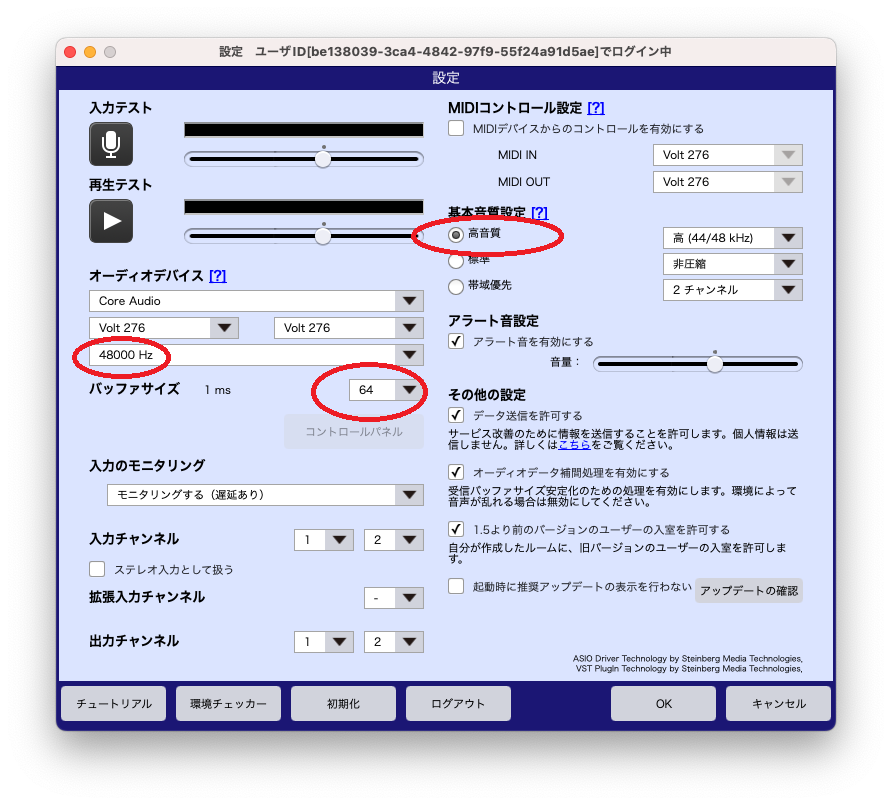 設定　ユーザID[be138039-3ca4-4842-97f9-55f24a91d5ae]でログイン中
設定
入力テスト
再生テスト
オーディオデバイス [?]
Core Audio
Volt 276
Volt 276
48000 Hz
バッファサイズ 1 ms 64
コントロールパネル
入力のモニタリング
モニタリングする（遅延あり）
入力チャンネル 1 2
ステレオ入力として扱う
拡張入力チャンネル -
出力チャンネル 1 2
MIDIコントロール設定 [?]
MIDIデバイスからのコントロールを有効にする
MIDI IN Volt 276
MIDI OUT Volt 276
基本音質設定 [?]
高音質 高 (44/48 kHz)
標準 非圧縮
帯域優先 2 チャンネル
アラート音設定
アラート音を有効にする
音量：
その他の設定
データ送信を許可する
サービス改善のために情報を送信することを許可します。個人情報は送
信しません。詳しくはこちらをご覧ください。
オーディオデータ補間処理を有効にする
受信バッファサイズ安定化のための処理を有効にします。環境によって
音声が乱れる場合は無効にしてください。
1.5より前のバージョンのユーザーの入室を許可する
自分が作成したルームに、旧バージョンのユーザーの入室を許可しま
す。
起動時に推奨アップデートの表示を行わない アップデートの確認
ASIO Driver Technology by Steinberg Media Technologies,
VST PlugIn Technology by Steinberg Media Technologies,
チュートリアル 環境チェッカー 初期化 ログアウト OK キャンセル